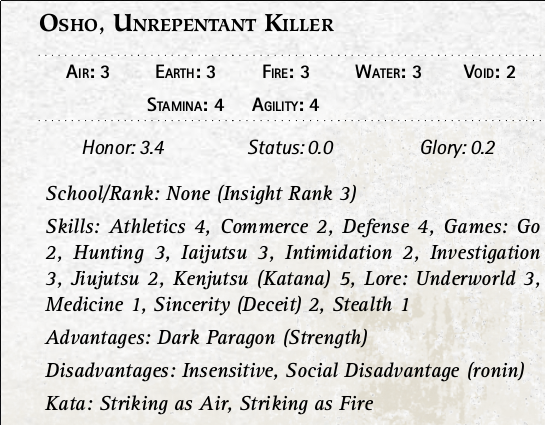 Osho, Unrepentant Killer
Air: 3 Earth: 3 Fire: 3 Water: 3 Void: 2
Stamina: 4 Agility: 4
Honor: 3.4 Status: 0.0 Glory: 0.2
School/Rank: None (Insight Rank 3)
Skills: Athletics 4, Commerce 2, Defense 4, Games: Go
2, Hunting 3, Iaijutsu 3, Intimidation 2, Investigation
3, Jiujutsu 2, Kenjutsu (Katana) 5, Lore: Underworld 3,
Medicine 1, Sincerity (Deceit) 2, Stealth 1
Advantages: Dark Paragon (Strength)
Disadvantages: Insensitive, Social Disadvantage (ronin)
Kata: Striking as Air, Striking as Fire